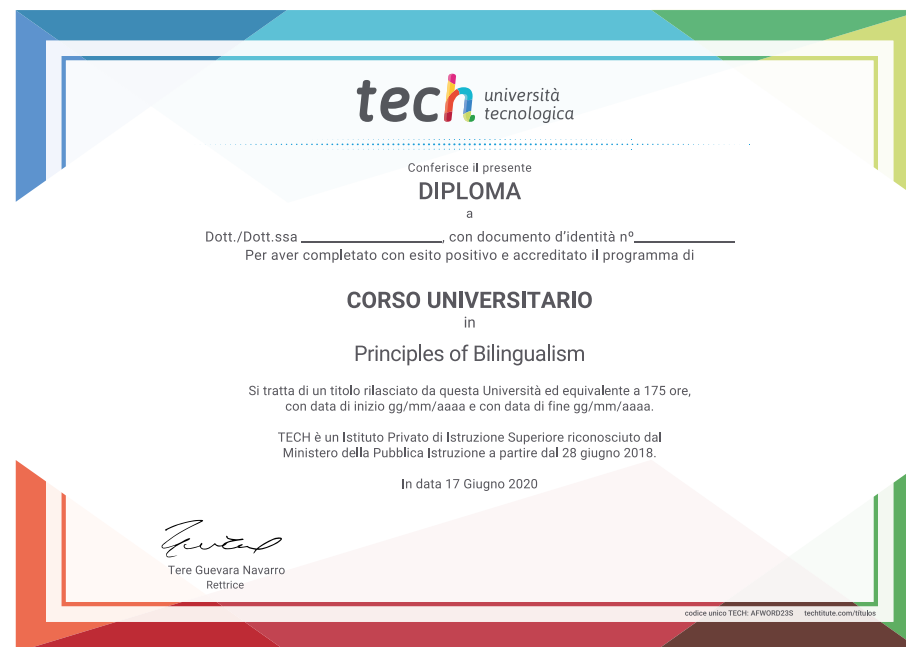 tech università
tecnologica
Conferisce il presente
DIPLOMA
a
Dott./Dott.ssa ____________________, con documento d'identità nº______________
Per aver completato con esito positivo e accreditato il programma di
CORSO UNIVERSITARIO
in
Principles of Bilingualism
Si tratta di un titolo rilasciato da questa Università ed equivalente a 175 ore,
con data di inizio gg/mm/aaaa e con data di fine gg/mm/aaaa.
TECH è un Istituto Privato di Istruzione Superiore riconosciuto dal
Ministero della Pubblica Istruzione a partire dal 28 giugno 2018.
In data 17 Giugno 2020
Tere Guevara Navarro
Rettrice
codice unico TECH: AFWORD23S techtitute.com/titulos